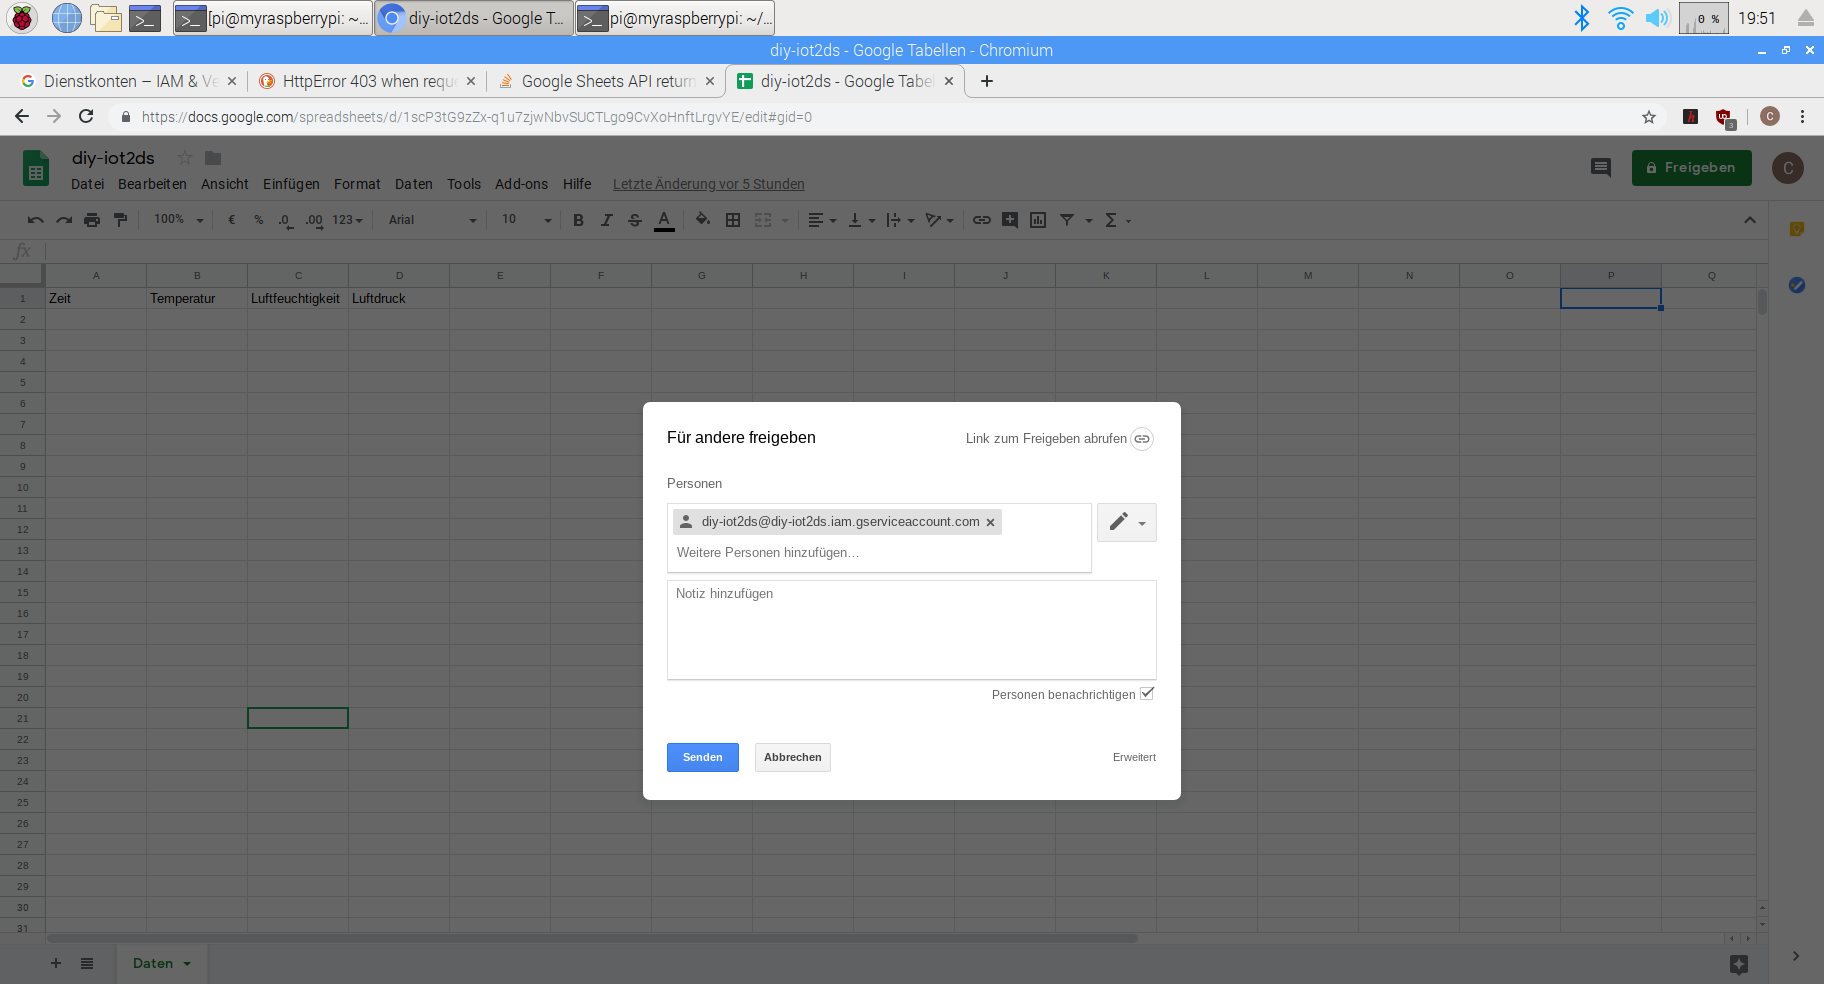 [pi@myraspberrypi: ~...
diy-iot2ds - Google T...
pi@myraspberrypi: ~/...
0 %
19:51
diy-iot2ds - Google Tabellen - Chromium
Dienstkonten – IAM & Ve
HttpError 403 when reque
Google Sheets API return
diy-iot2ds - Google Tabel
https://docs.google.com/spreadsheets/d/1scP3tG9zZx-q1u7zjwNbvSUCTLgo9CvXoHnftLrgvYE/edit#gid=0
3
C
diy-iot2ds
Freigeben
C
Datei Bearbeiten Ansicht Einfügen Format Daten Tools Add-ons Hilfe Letzte Änderung vor 5 Stunden
100% € % .0 .00 123 Arial 10 B I S A Σ
fx
A B C D E F G H I J K L M N O P Q
1 Zeit Temperatur Luftfeuchtigkeit Luftdruck
2
3
4
5
6
7
8
9
10
11
12
13
14
15
16
17
18
19
20
21
22
23
24
25
26
27
28
29
30
31
Für andere freigeben
Link zum Freigeben abrufen
Personen
diy-iot2ds@diy-iot2ds.iam.gserviceaccount.com
Weitere Personen hinzufügen…
Notiz hinzufügen
Personen benachrichtigen
Senden
Abbrechen
Erweitert
Daten